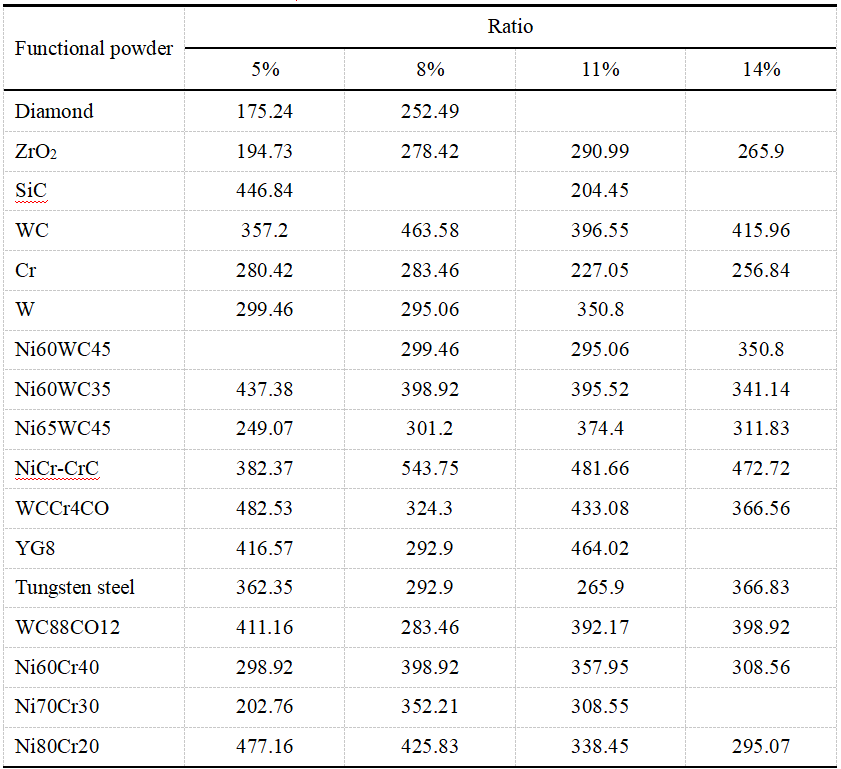 Ratio
Functional powder
5% 8% 11% 14%
Diamond 175.24 252.49
ZrO₂ 194.73 278.42 290.99 265.9
SiC 446.84 204.45
WC 357.2 463.58 396.55 415.96
Cr 280.42 283.46 227.05 256.84
W 299.46 295.06 350.8
Ni60WC45 299.46 295.06 350.8
Ni60WC35 437.38 398.92 395.52 341.14
Ni65WC45 249.07 301.2 374.4 311.83
NiCr-CrC 382.37 543.75 481.66 472.72
WCCr4CO 482.53 324.3 433.08 366.56
YG8 416.57 292.9 464.02
Tungsten steel 362.35 292.9 265.9 366.83
WC88CO12 411.16 283.46 392.17 398.92
Ni60Cr40 298.92 398.92 357.95 308.56
Ni70Cr30 202.76 352.21 308.55
Ni80Cr20 477.16 425.83 338.45 295.07